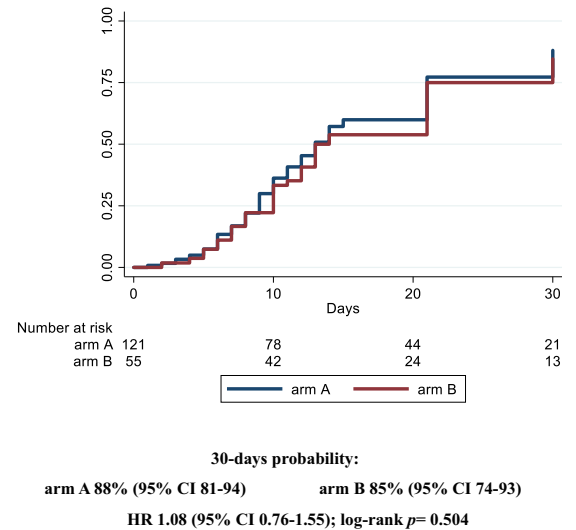 1.00
0.75
0.50
0.25
0.00
0 10 20 30
Days
Number at risk
arm A 121 78 44 21
arm B 55 42 24 13
arm A arm B
30-days probability:
arm A 88% (95% CI 81-94) arm B 85% (95% CI 74-93)
HR 1.08 (95% CI 0.76-1.55); log-rank p= 0.504